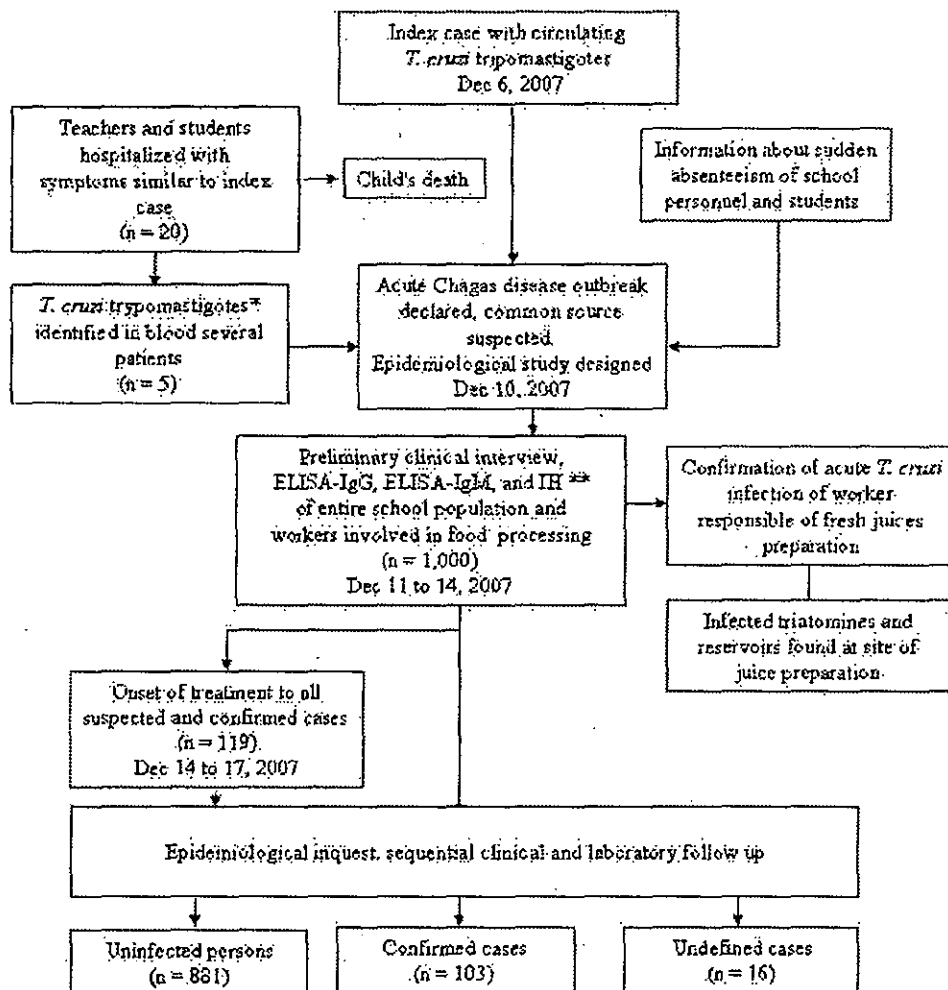 Index case with circulating
T. cruzi tripomastigotes
Dec 6, 2007
Teachers and students
hospitalized with
symptoms similar to index
case
(n = 20)
Child's death
Information about sudden
absenteeism of school
personnel and students
T. cruzi trypomastigotes*
identified in blood several
patients
(n = 5)
Acute Chagas disease outbreak
declared, common source
suspected
Epidemiological study designed
Dec 10, 2007
Preliminary clinical interview,
ELISA-IgG, ELISA-IgM, and IH **
of entire school population and
workers involved in food processing
(n = 1,000)
Dec 11 to 14, 2007
Confirmation of acute T. cruzi
infection of worker
responsible of fresh juices
preparation
Infected triatomines and
reservoirs found at site of
juice preparation
Onset of treatment to all
suspected and confirmed cases
(n = 119)
Dec 14 to 17, 2007
Epidemiological inquest, sequential clinical and laboratory follow up
Uninfected persons
(n = 881)
Confirmed cases
(n = 103)
Undefined cases
(n = 16)